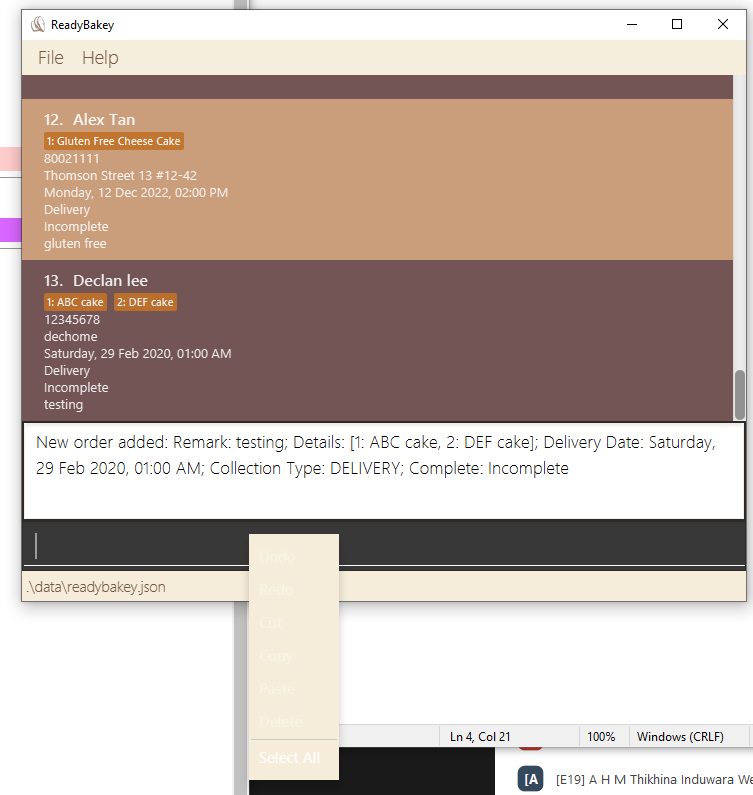 ReadyBakey
File Help
12. Alex Tan
1: Gluten Free Cheese Cake
80021111
Thomson Street 13 #12-42
Monday, 12 Dec 2022, 02:00 PM
Delivery
Incomplete
gluten free
13. Declan lee
1: ABC cake 2: DEF cake
12345678
dechome
Saturday, 29 Feb 2020, 01:00 AM
Delivery
Incomplete
testing
New order added: Remark: testing; Details: [1: ABC cake, 2: DEF cake]; Delivery Date: Saturday,
29 Feb 2020, 01:00 AM; Collection Type: DELIVERY; Complete: Incomplete
Undo
Redo
Cut
Copy
Paste
Delete
Select All
.\data\readybakey.json
Ln 4, Col 21 100% Windows (CRLF)
[A [E19] A H M Thikhina Induwara We